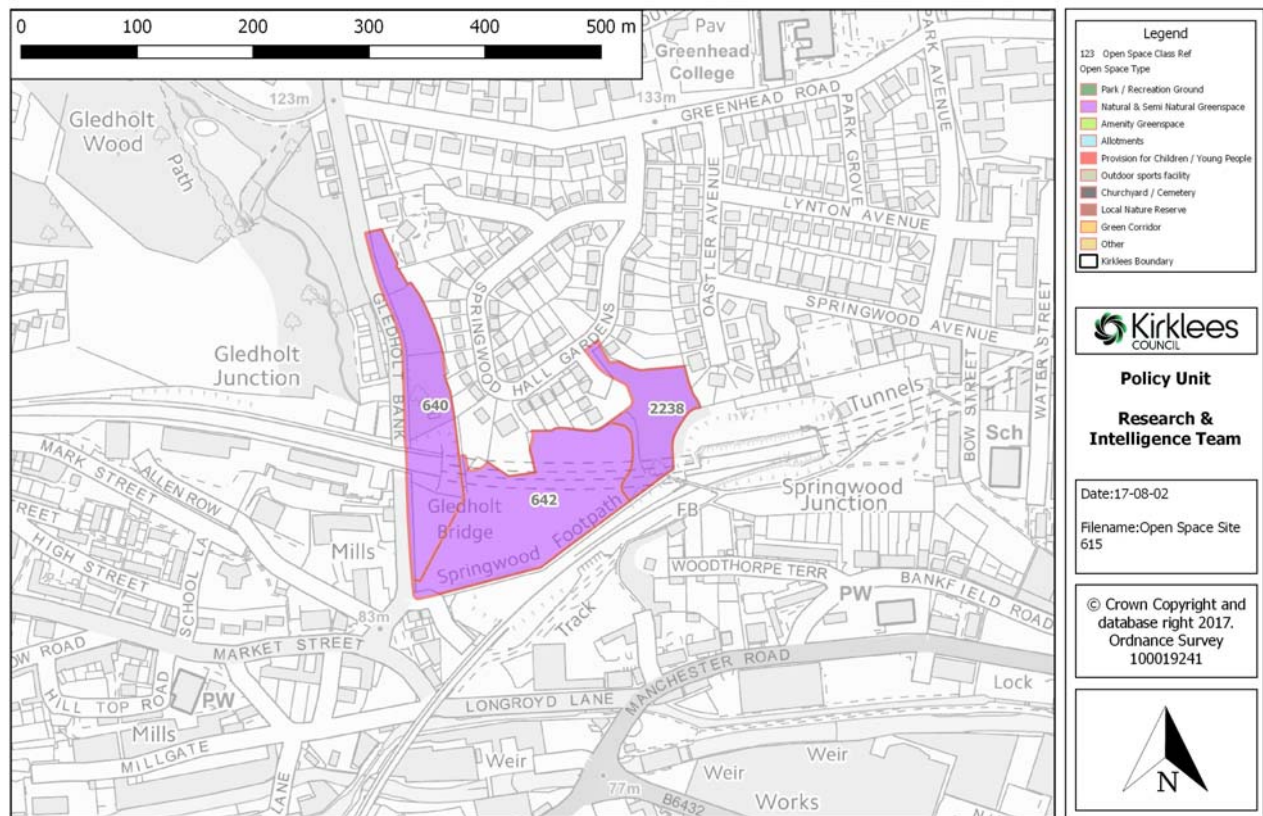 0 100 200 300 400 500 m
Pav
Greenhead
College
123m
133m
GREENHEAD ROAD
PARK AVENUE
PARK GROVE
Gledholt
Wood
Path
OASTLER AVENUE
LYNTON AVENUE
SPRINGWOOD AVENUE
WATER STREET
BOW STREET
SPRINGWOOD
HALL GARDENS
GLEDHOLT BANK
Gledholt
Junction
640
2238
Tunnels
Sch
MARK STREET
ALLEN ROW
STREET
HIGH STREET
SCHOOL LA
Mills
642
Gledholt
Bridge
Springwood Footpath
FB
Springwood
Junction
WOODTHORPE TERR
PW
BANKFIELD ROAD
83m
MARKET STREET
Track
OW ROAD
HILL TOP ROAD
PW
Mills
MILLGATE
LANE
LONGROYD LANE
MANCHESTER ROAD
Lock
Weir
Weir
Weir
77m
B6432
Works
Legend
123 Open Space Class Ref
Open Space Type
Park / Recreation Ground
Natural & Semi Natural Greenspace
Amenity Greenspace
Allotments
Provision for Children / Young People
Outdoor sports facility
Churchyard / Cemetery
Local Nature Reserve
Green Corridor
Other
Kirklees Boundary
Kirklees
COUNCIL
Policy Unit
Research &
Intelligence Team
Date:17-08-02
Filename:Open Space Site
615
© Crown Copyright and
database right 2017.
Ordnance Survey
100019241
N